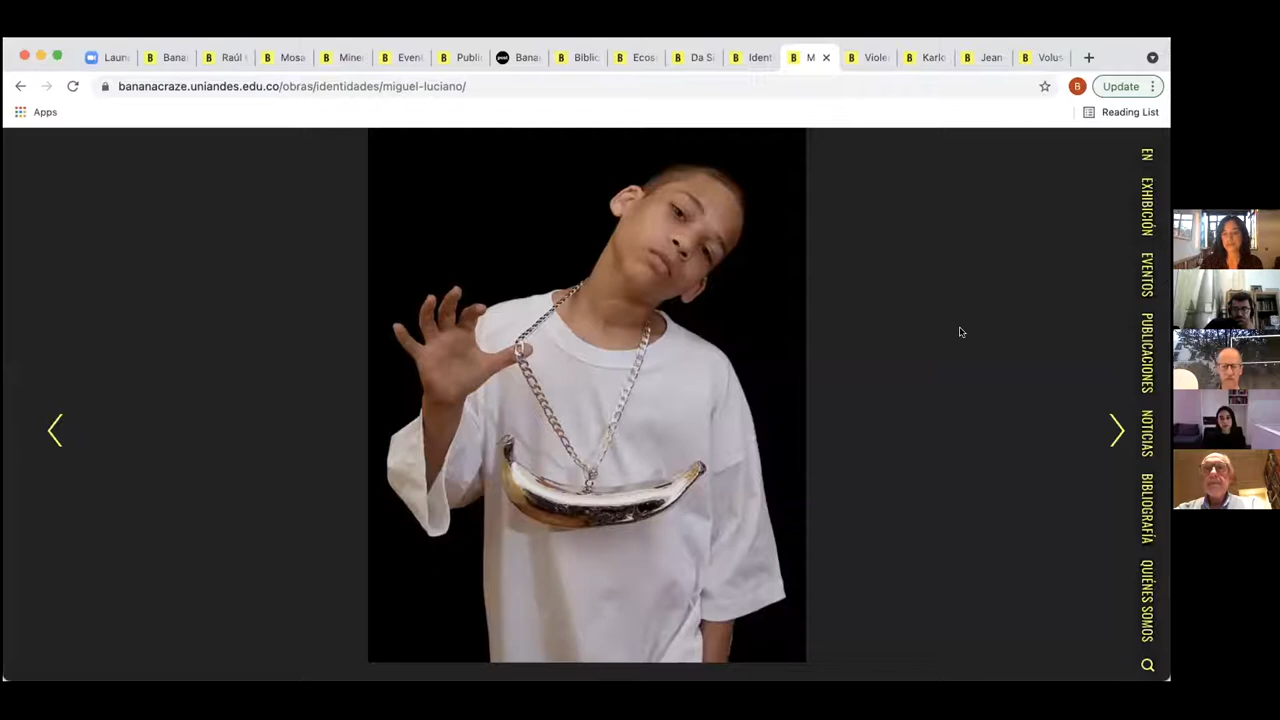 Laun
B Bana
B Raúl
B Mosa
B Mine
B Even
B Publi
post Bana
B Biblic
B Ecos
B Da S
B Ident
B M
B Viole
B Karlo
B Jean
B Volus
bananacraze.uniandes.edu.co/obras/identidades/miguel-luciano/
B
Update
Apps
Reading List
EN
EXHIBICIÓN
EVENTOS
PUBLICACIONES
NOTICIAS
BIBLIOGRAFÍA
QUIÉNES SOMOS